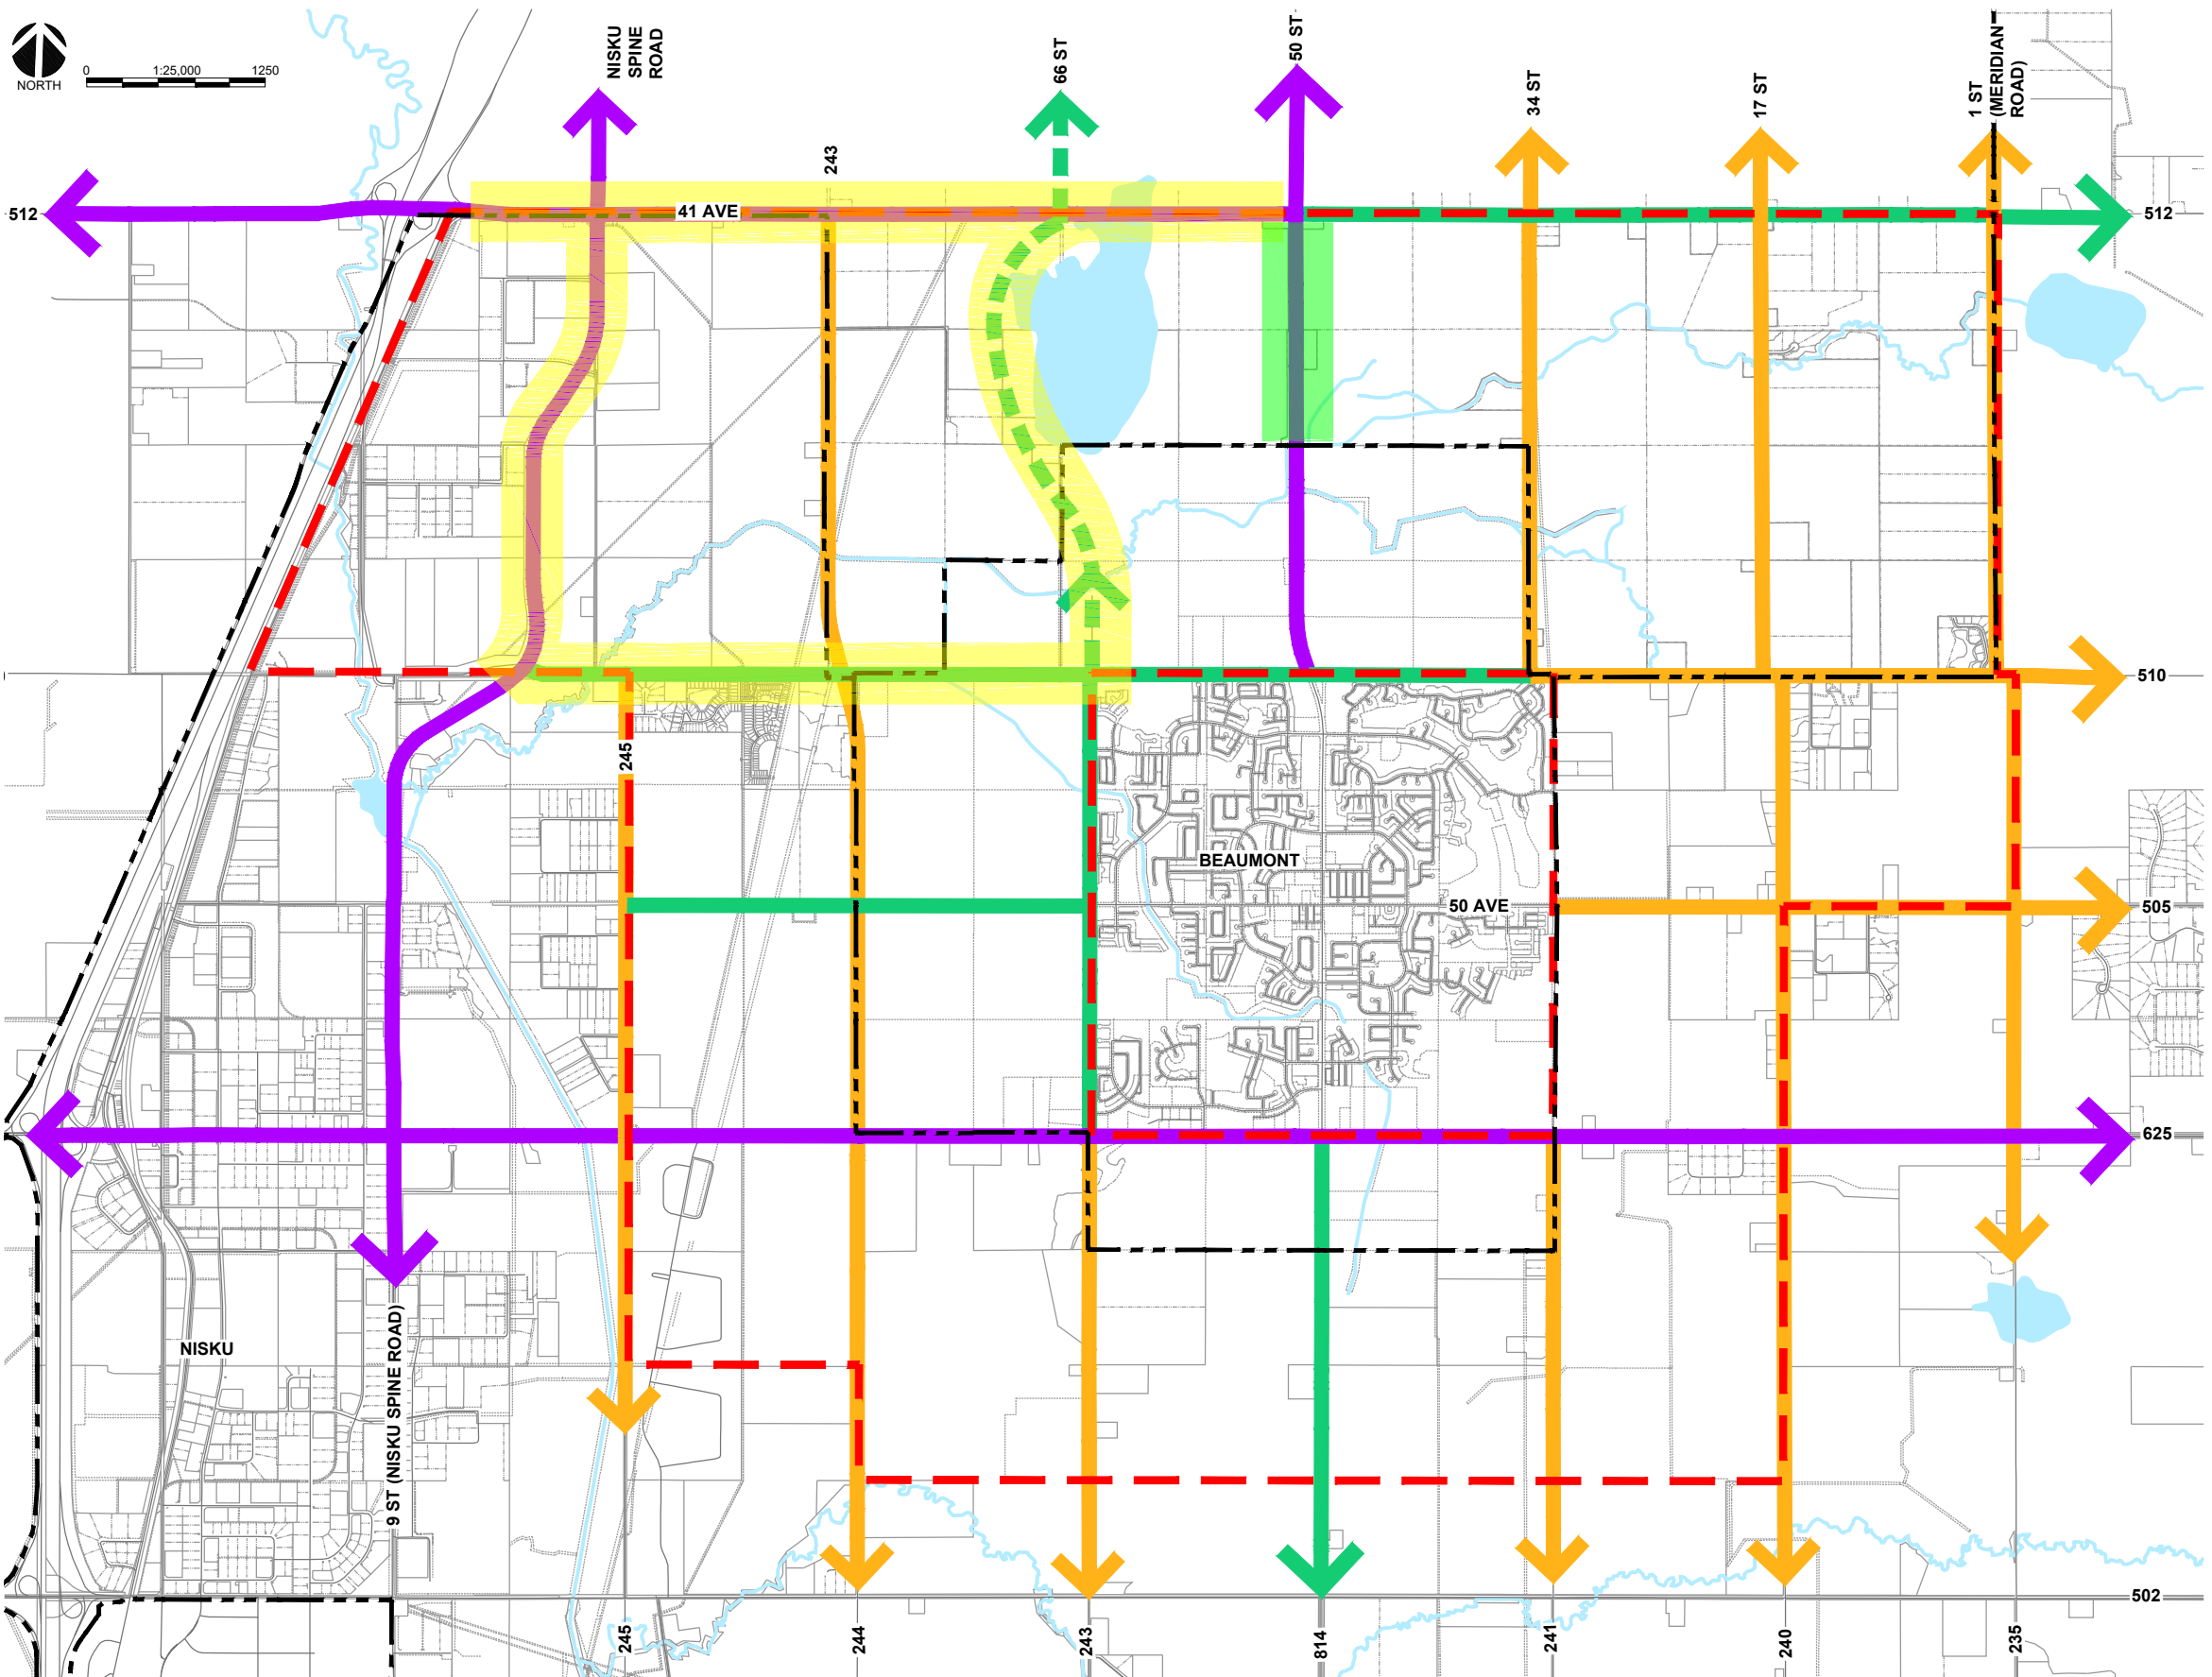 NISKU
SPINE
ROAD
66 ST
50 ST
34 ST
17 ST
1 ST
(MERIDIAN
ROAD)
0 1:25,000 1250
NORTH
243
512
41 AVE
512
510
245
BEAUMONT
50 AVE
505
625
NISKU
9 ST (NISKU SPINE ROAD)
502
245
244
243
814
241
240
235